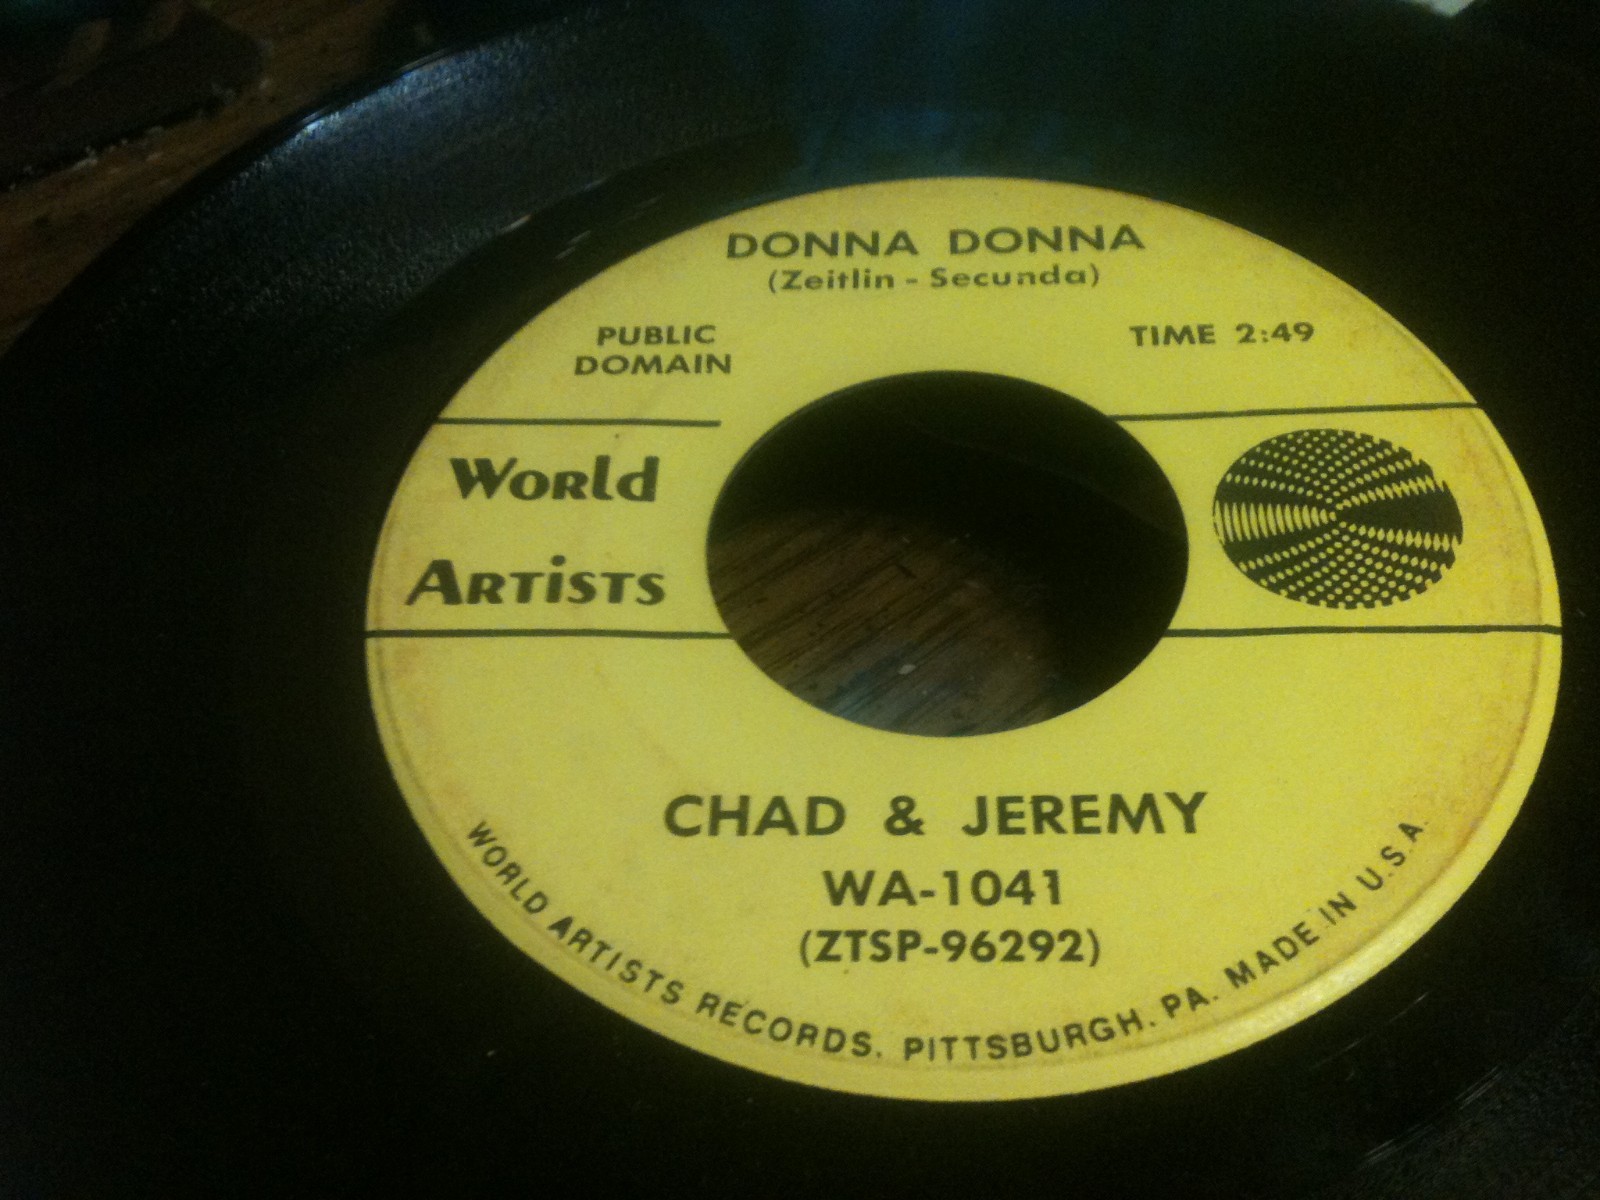 DONNA DONNA
(Zeitlin - Secunda)
PUBLIC
DOMAIN
TIME 2:49
World
Artists
CHAD & JEREMY
WA-1041
(ZTSP-96292)
WORLD ARTISTS RECORDS, PITTSBURGH, PA. MADE IN U.S.A.